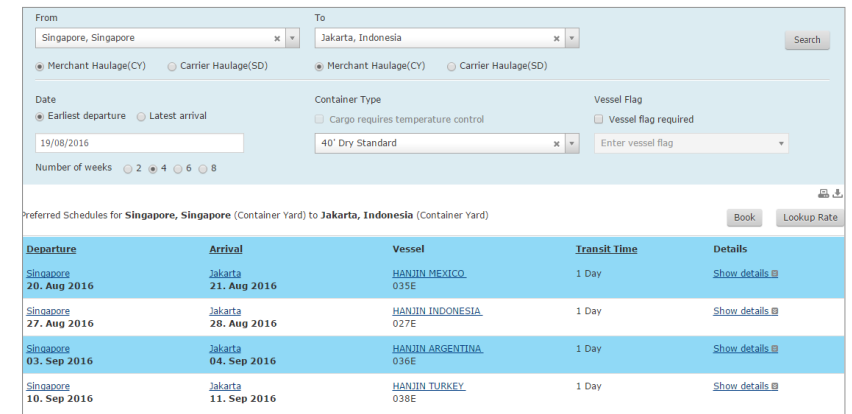 From To
Singapore, Singapore × Jakarta, Indonesia × Search
Merchant Haulage(CY) Carrier Haulage(SD) Merchant Haulage(CY) Carrier Haulage(SD)
Date Container Type Vessel Flag
Earliest departure Latest arrival Cargo requires temperature control Vessel flag required
19/08/2016 40' Dry Standard × Enter vessel flag
Number of weeks 2 4 6 8
Preferred Schedules for Singapore, Singapore (Container Yard) to Jakarta, Indonesia (Container Yard) Book Lookup Rate
Departure Arrival Vessel Transit Time Details
Singapore Jakarta HANJIN MEXICO 1 Day Show details
20. Aug 2016 21. Aug 2016 035E
Singapore Jakarta HANJIN INDONESIA 1 Day Show details
27. Aug 2016 28. Aug 2016 027E
Singapore Jakarta HANJIN ARGENTINA 1 Day Show details
03. Sep 2016 04. Sep 2016 036E
Singapore Jakarta HANJIN TURKEY 1 Day Show details
10. Sep 2016 11. Sep 2016 038E